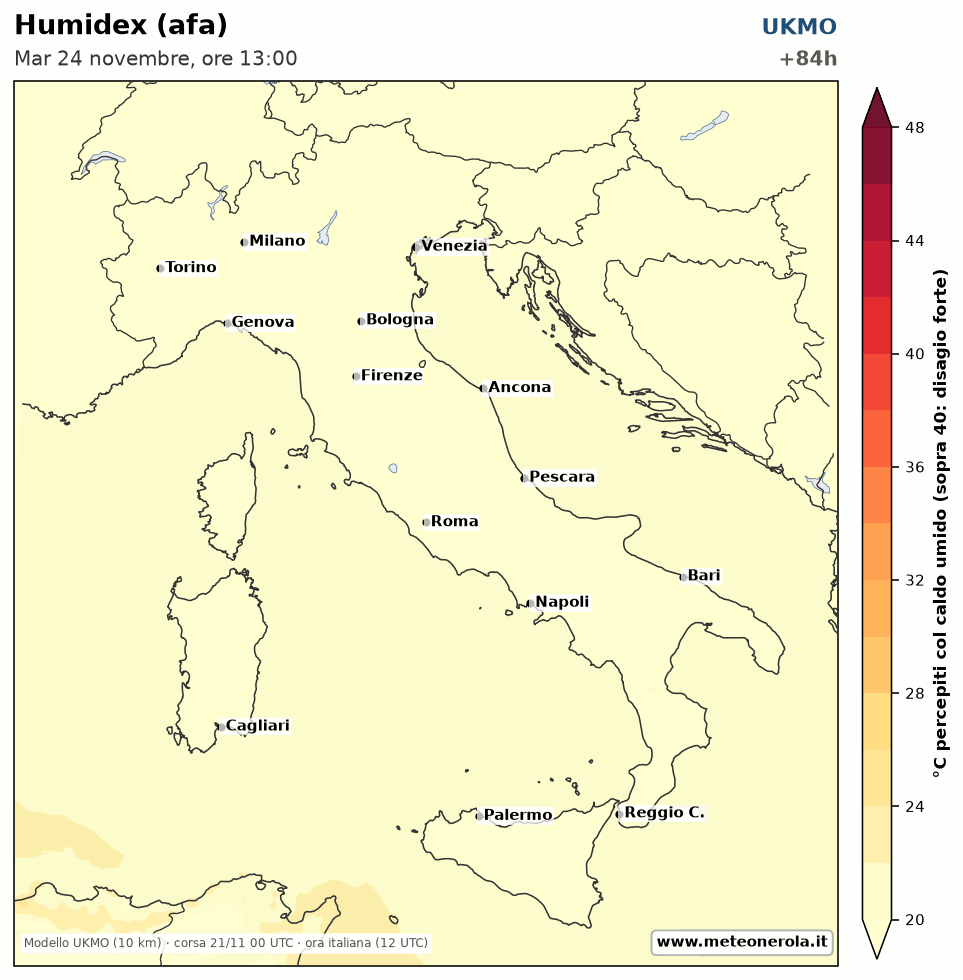 Humidex (afa)
UKMO
Mar 24 novembre, ore 13:00
+84h
Milano
Venezia
Torino
Genova
Bologna
Firenze
Ancona
Pescara
Roma
Bari
Napoli
Cagliari
Palermo
Reggio C.
48
44
40
36
32
28
24
20
°C percepiti col caldo umido (sopra 40: disagio forte)
Modello UKMO (10 km) · corsa 21/11 00 UTC · ora italiana (12 UTC)
www.meteonerola.it